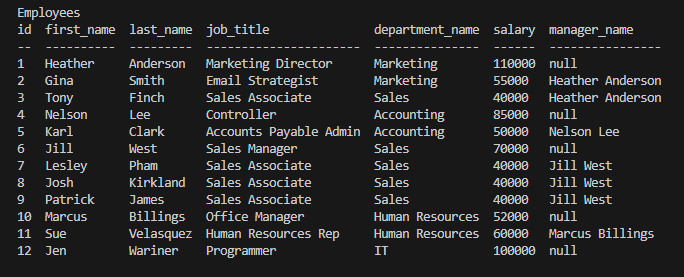 Employees
id  first_name  last_name  job_title              department_name  salary  manager_name
--  ----------  ---------  ---------------------  ---------------  ------  ---------------
1   Heather     Anderson   Marketing Director     Marketing        110000  null
2   Gina        Smith      Email Strategist       Marketing        55000   Heather Anderson
3   Tony        Finch      Sales Associate        Sales            40000   Heather Anderson
4   Nelson      Lee        Controller             Accounting       85000   null
5   Karl        Clark      Accounts Payable Admin Accounting       50000   Nelson Lee
6   Jill        West       Sales Manager          Sales            70000   null
7   Lesley      Pham       Sales Associate        Sales            40000   Jill West
8   Josh        Kirkland   Sales Associate        Sales            40000   Jill West
9   Patrick     James      Sales Associate        Sales            40000   Jill West
10  Marcus      Billings   Office Manager         Human Resources  52000   null
11  Sue         Velasquez  Human Resources Rep    Human Resources  60000   Marcus Billings
12  Jen         Wariner    Programmer             IT               100000  null